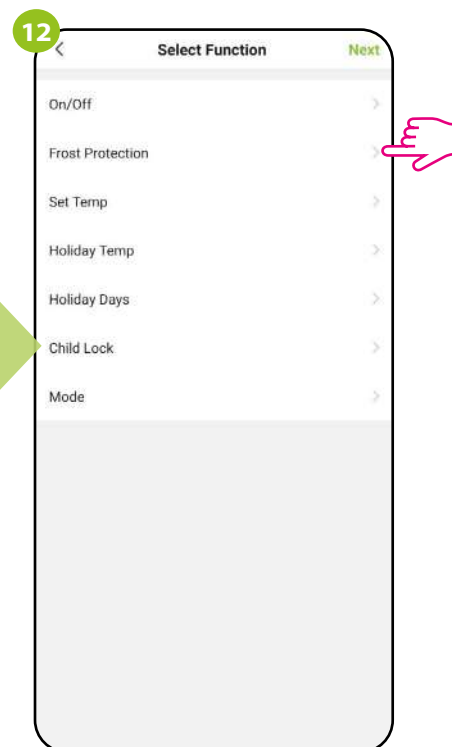 12
Select Function Next
On/Off
Frost Protection
Set Temp
Holiday Temp
Holiday Days
Child Lock
Mode